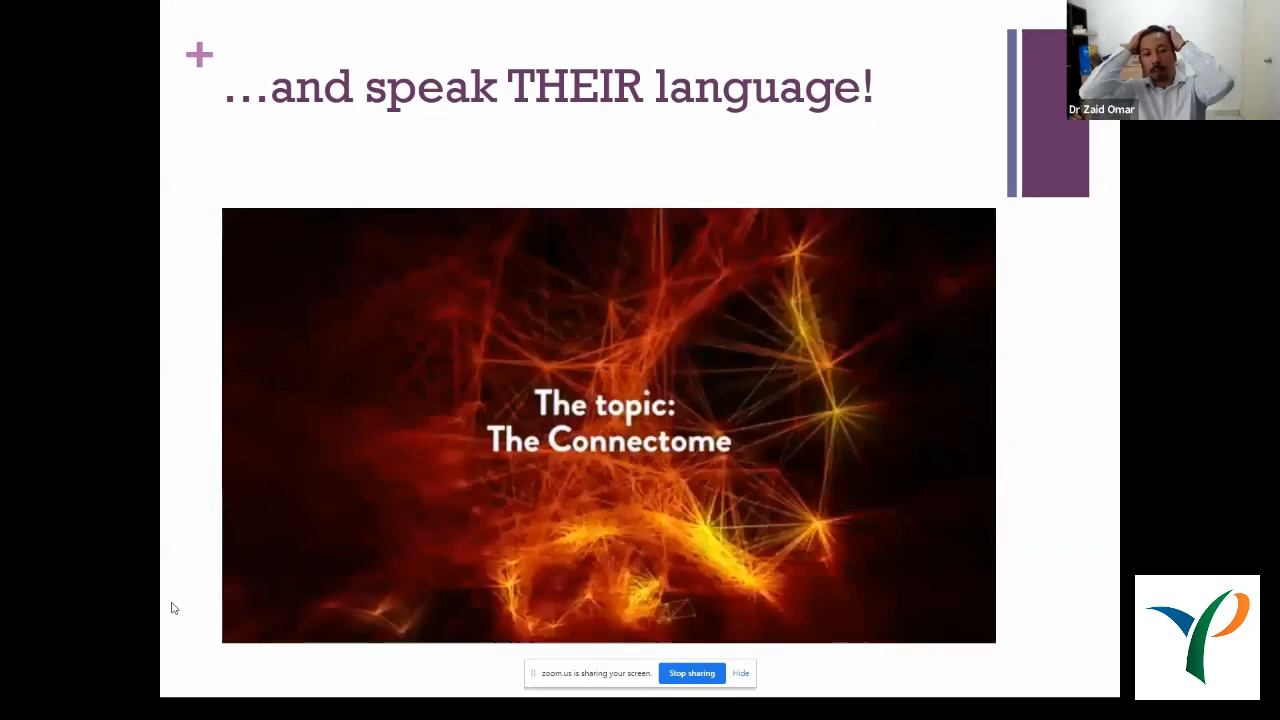 +
...and speak THEIR language!
Dr Zaid Omar
The topic:
The Connectome
zoom.us is sharing your screen.
Stop sharing
Hide